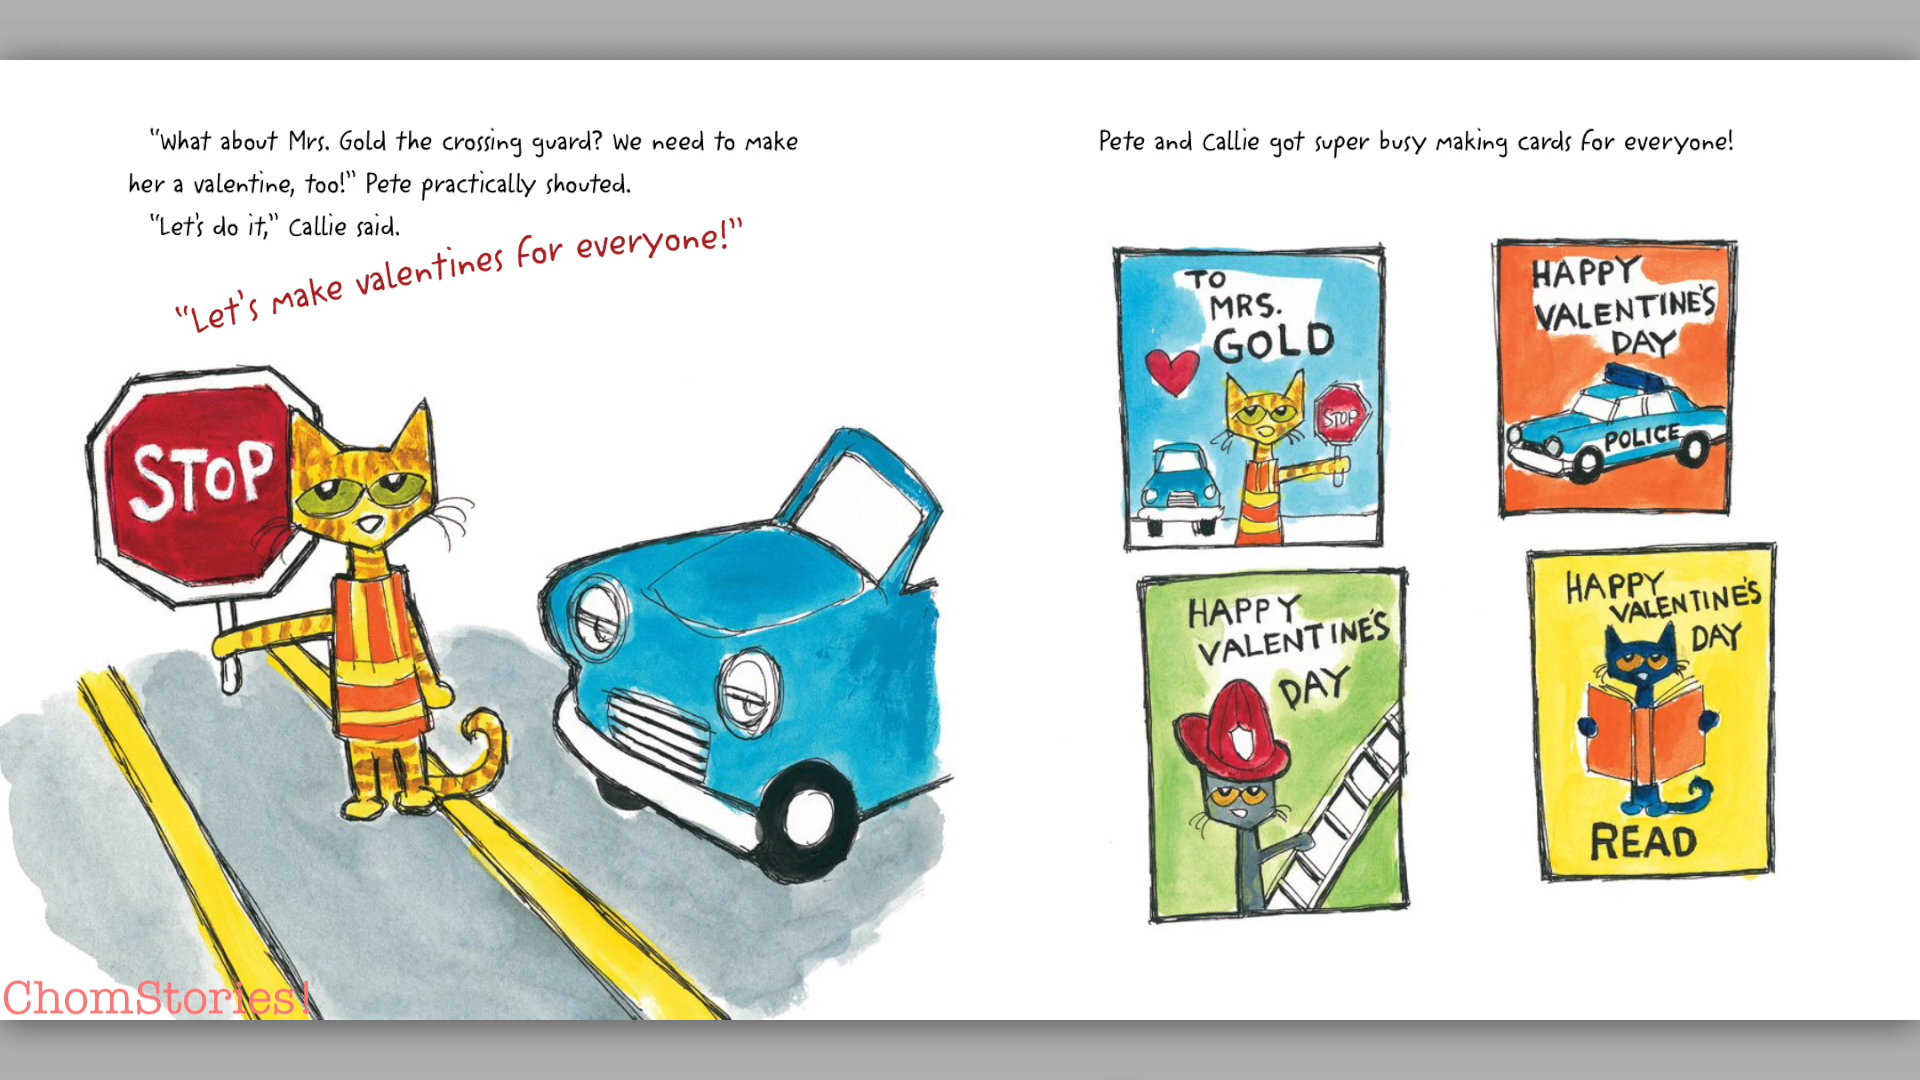 “What about Mrs. Gold the crossing guard? We need to make
her a valentine, too!” Pete practically shouted.
“Let’s do it,” Callie said.
“Let’s make valentines for everyone!”
STOP
ChomStories!
Pete and Callie got super busy making cards for everyone!
TO
MRS.
GOLD
STOP
HAPPY
VALENTINE’S
DAY
POLICE
HAPPY
VALENTINE’S
DAY
HAPPY
VALENTINE’S
DAY
READ